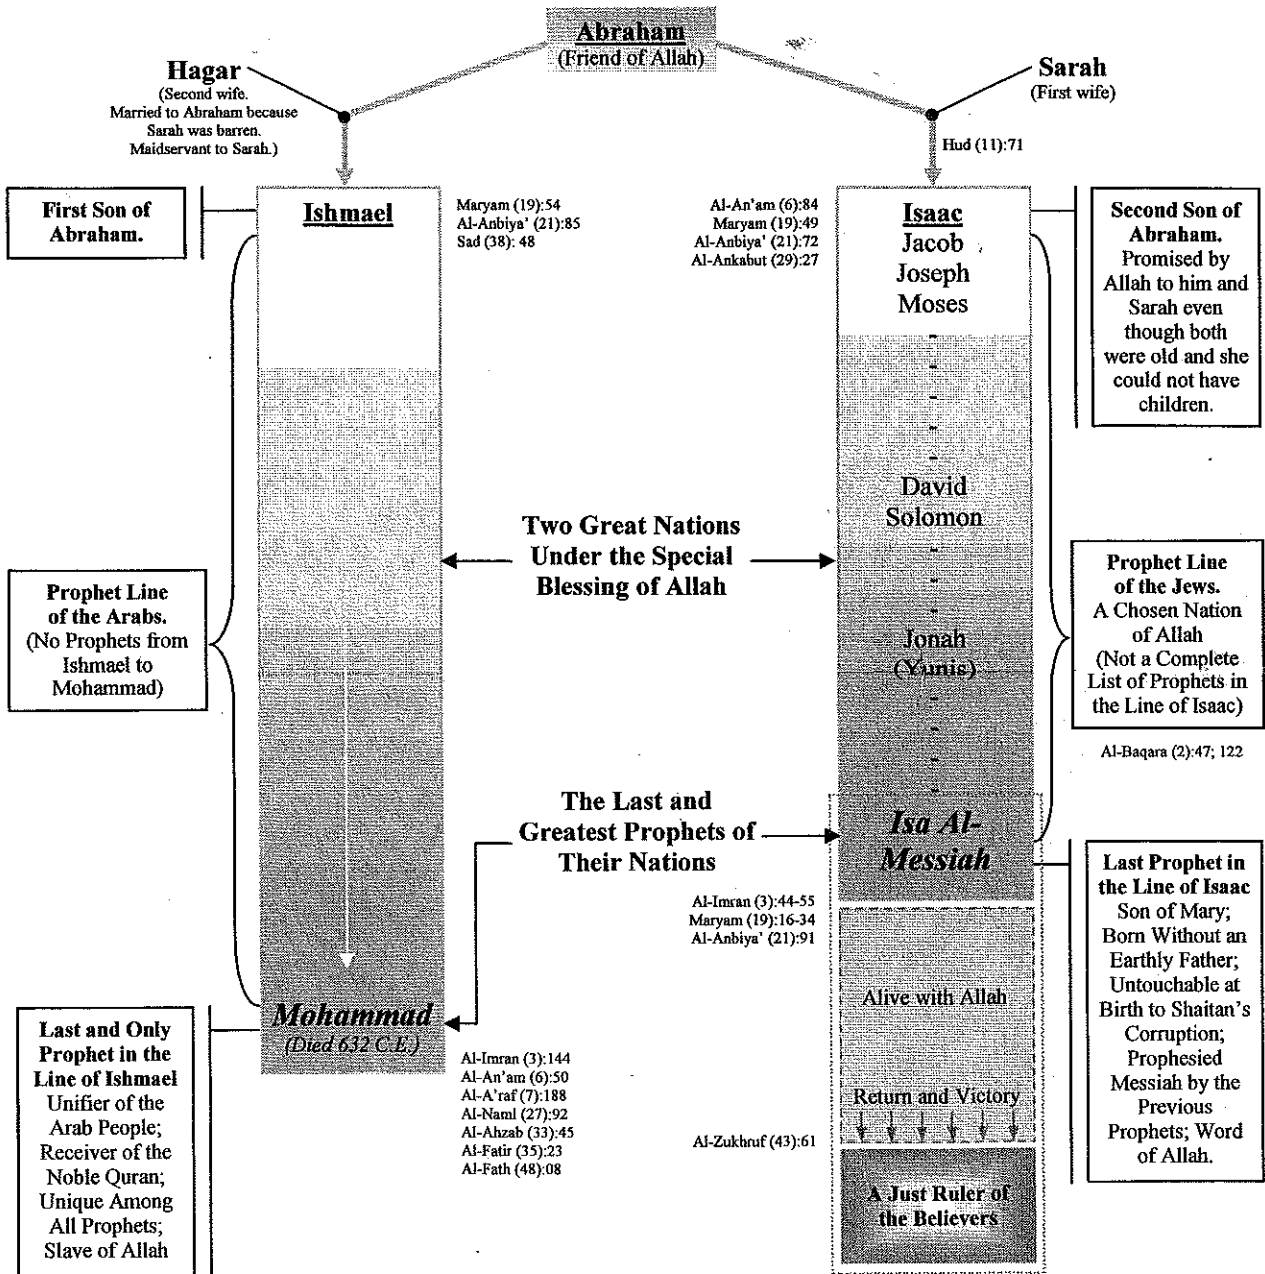 Abraham
(Friend of Allah)
Hagar
(Second wife.
Married to Abraham because
Sarah was barren.
Maidservant to Sarah.)
Sarah
(First wife)
Hud (11):71
First Son of
Abraham.
Ishmael
Maryam (19):54
Al-Anbiya' (21):85
Sad (38): 48
Al-An'am (6):84
Maryam (19):49
Al-Anbiya' (21):72
Al-Ankabut (29):27
Isaac
Jacob
Joseph
Moses
Second Son of
Abraham.
Promised by
Allah to him and
Sarah even
though both
were old and she
could not have
children.
David
Solomon
Two Great Nations
Under the Special
Blessing of Allah
Prophet Line
of the Arabs.
(No Prophets from
Ishmael to
Mohammad)
Jonah
(Yunis)
Prophet Line
of the Jews.
A Chosen Nation
of Allah
(Not a Complete
List of Prophets in
the Line of Isaac)
Al-Baqara (2):47; 122
The Last and
Greatest Prophets of
Their Nations
Isa Al-
Messiah
Al-Imran (3):44-55
Maryam (19):16-34
Al-Anbiya' (21):91
Last Prophet in
the Line of Isaac
Son of Mary;
Born Without an
Earthly Father;
Untouchable at
Birth to Shaitan's
Corruption;
Prophesied
Messiah by the
Previous
Prophets; Word
of Allah.
Alive with Allah
Mohammad
(Died 632 C.E.)
Last and Only
Prophet in the
Line of Ishmael
Unifier of the
Arab People;
Receiver of the
Noble Quran;
Unique Among
All Prophets;
Slave of Allah
Al-Imran (3):144
Al-An'am (6):50
Al-A'raf (7):188
Al-Naml (27):92
Al-Ahzab (33):45
Al-Fatir (35):23
Al-Fath (48):08
Return and Victory
Al-Zukhruf (43):61
A Just Ruler of
the Believers